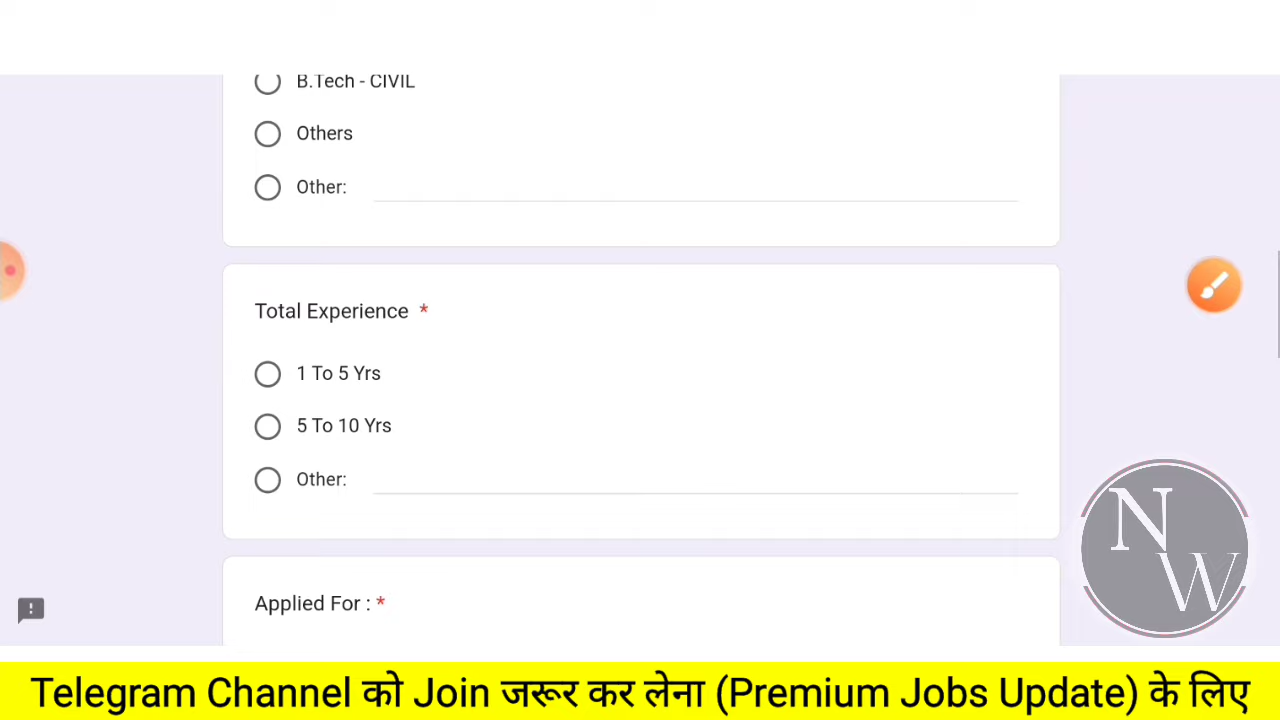 B.Tech - CIVIL
Others
Other:
Total Experience *
1 To 5 Yrs
5 To 10 Yrs
Other:
Applied For : *
N
W
Telegram Channel को Join जरूर कर लेना (Premium Jobs Update) के लिए